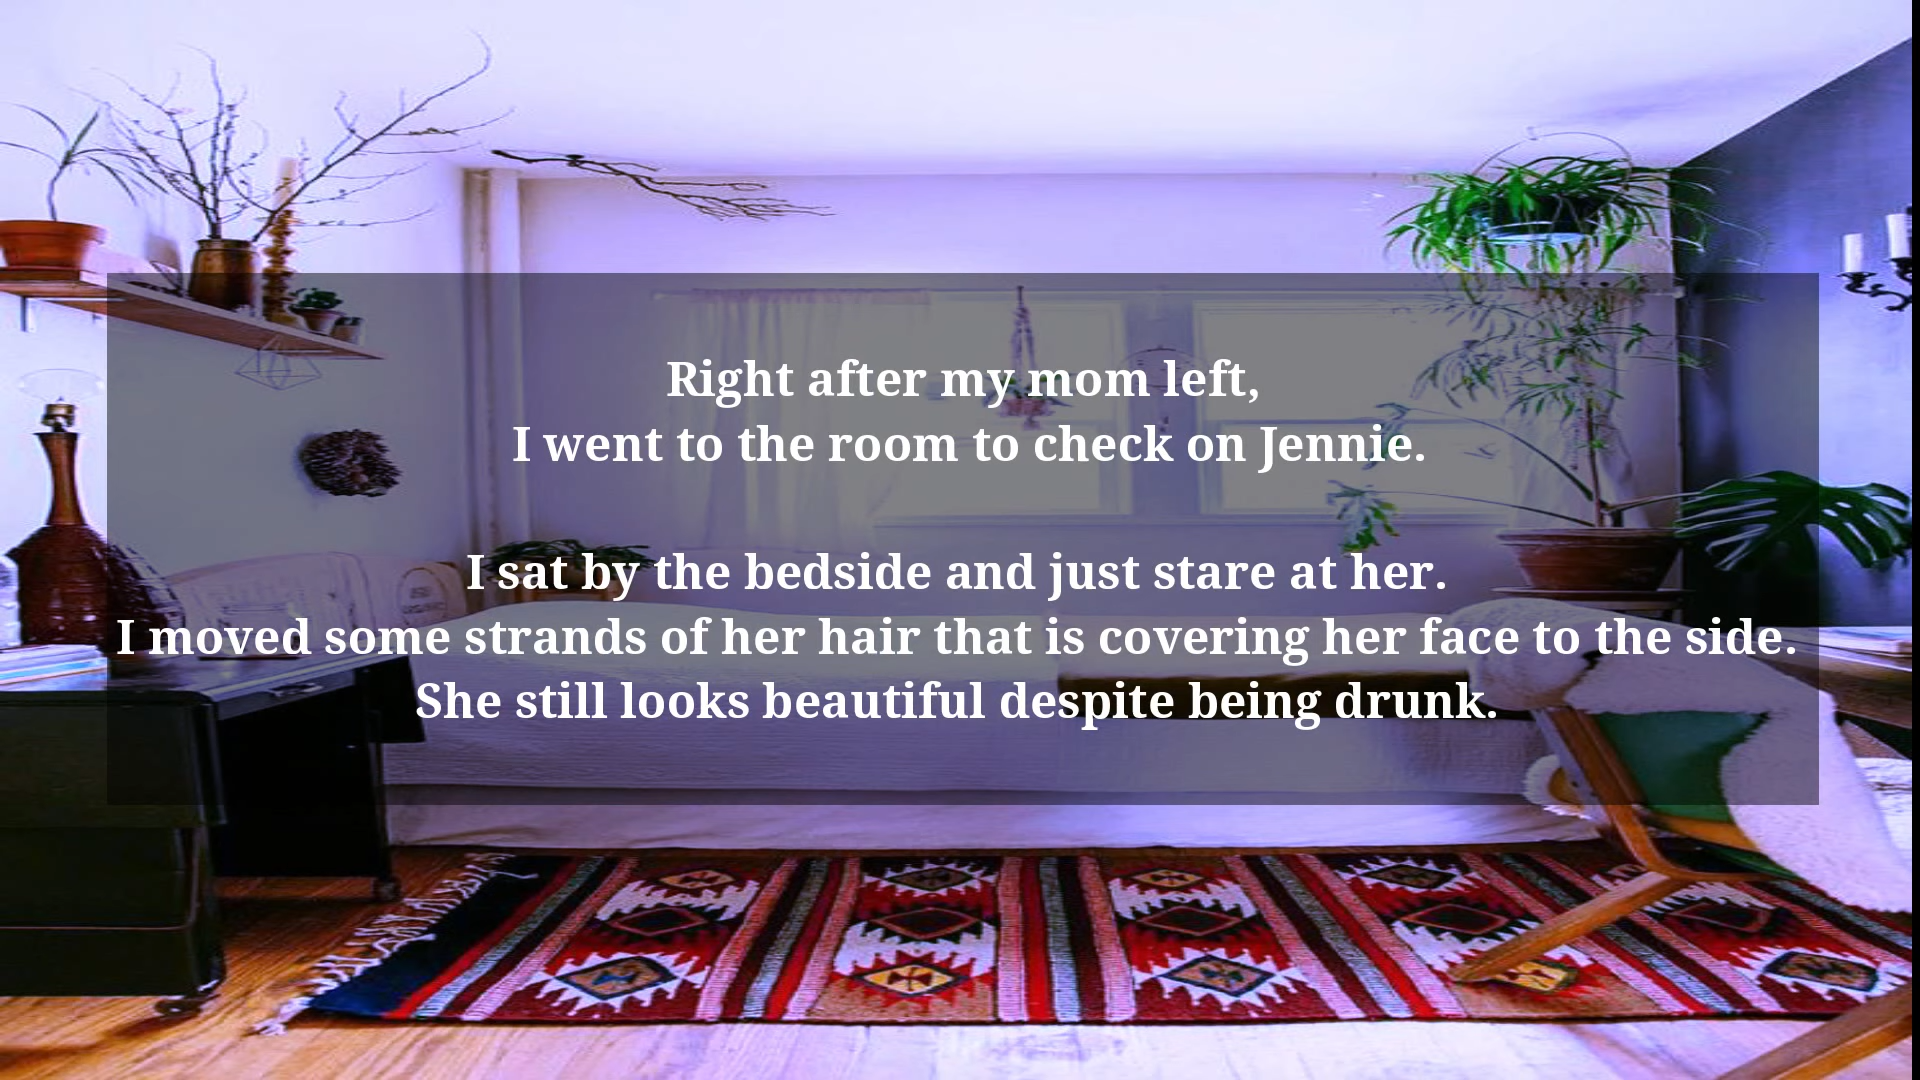 Right after my mom left,
I went to the room to check on Jennie.
I sat by the bedside and just stare at her.
I moved some strands of her hair that is covering her face to the side.
She still looks beautiful despite being drunk.